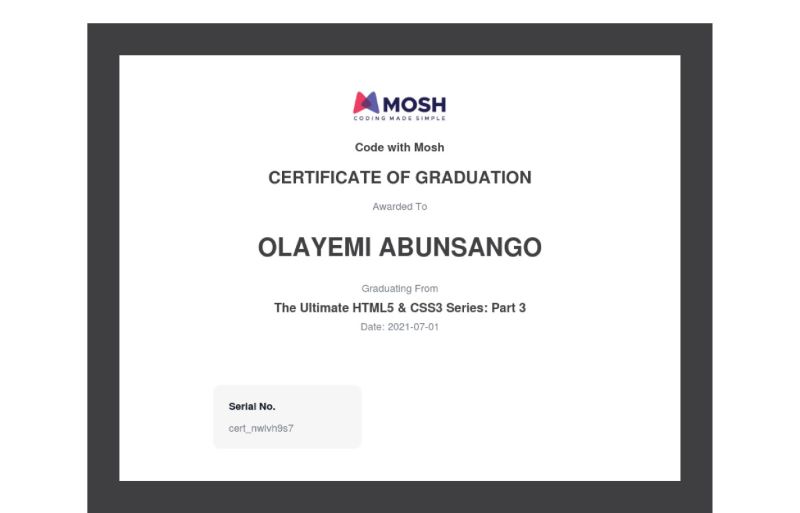 MOSH
CODING MADE SIMPLE
Code with Mosh
CERTIFICATE OF GRADUATION
Awarded To
OLAYEMI ABUNSANGO
Graduating From
The Ultimate HTML5 & CSS3 Series: Part 3
Date: 2021-07-01
Serial No.
cert_nwlvh9s7